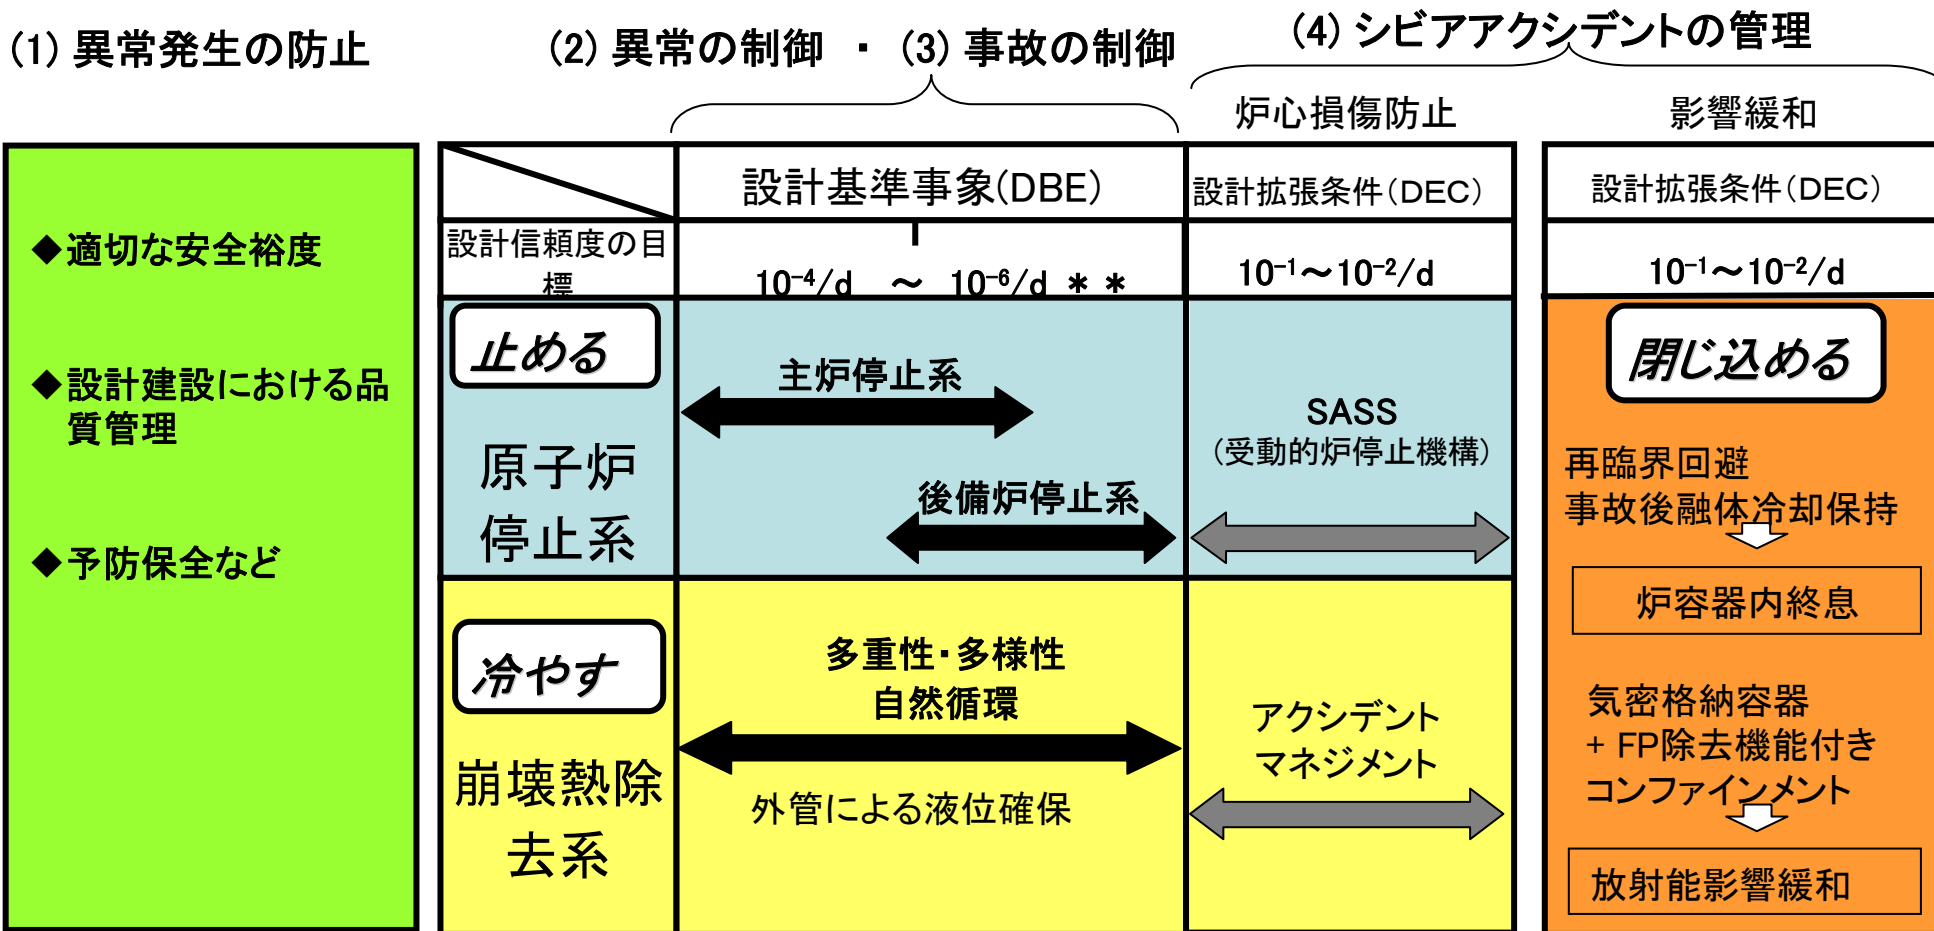 (1) 異常発生の防止
(2) 異常の制御 ・ (3) 事故の制御
(4) シビアアクシデントの管理
炉心損傷防止
影響緩和
◆適切な安全裕度
◆設計建設における品
質管理
◆予防保全など
設計基準事象(DBE)
設計拡張条件(DEC)
設計拡張条件(DEC)
設計信頼度の目
標
10⁻⁴/d ～ 10⁻⁶/d ＊＊
10⁻¹～10⁻²/d
10⁻¹～10⁻²/d
止める
原子炉
停止系
主炉停止系
後備炉停止系
SASS
(受動的炉停止機構)
冷やす
崩壊熱除
去系
多重性・多様性
自然循環
外管による液位確保
アクシデント
マネジメント
閉じ込める
再臨界回避
事故後融体冷却保持
炉容器内終息
気密格納容器
+ FP除去機能付き
コンファインメント
放射能影響緩和